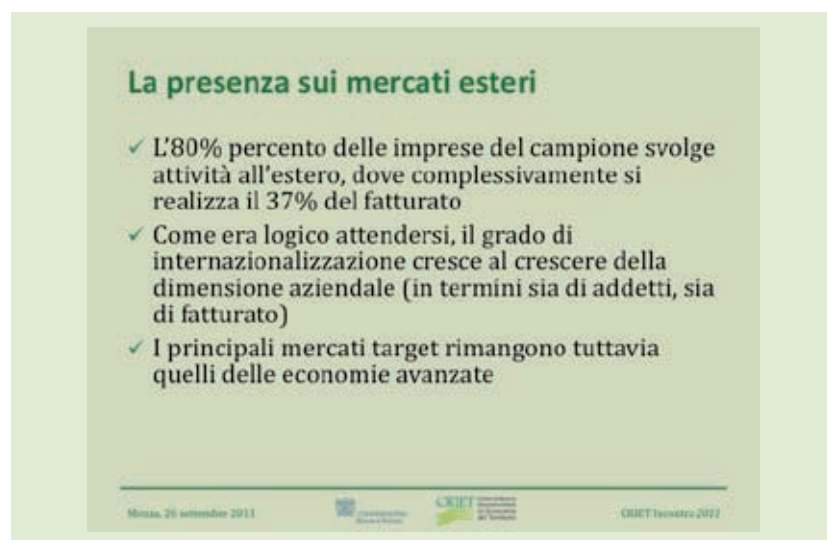 La presenza sui mercati esteri
✓ L'80% percento delle imprese del campione svolge
attività all'estero, dove complessivamente si
realizza il 37% del fatturato
✓ Come era logico attendersi, il grado di
internazionalizzazione cresce al crescere della
dimensione aziendale (in termini sia di addetti, sia
di fatturato)
✓ I principali mercati target rimangono tuttavia
quelli delle economie avanzate
Monza, 26 settembre 2011
CRIET
CRIET Incontra 2011